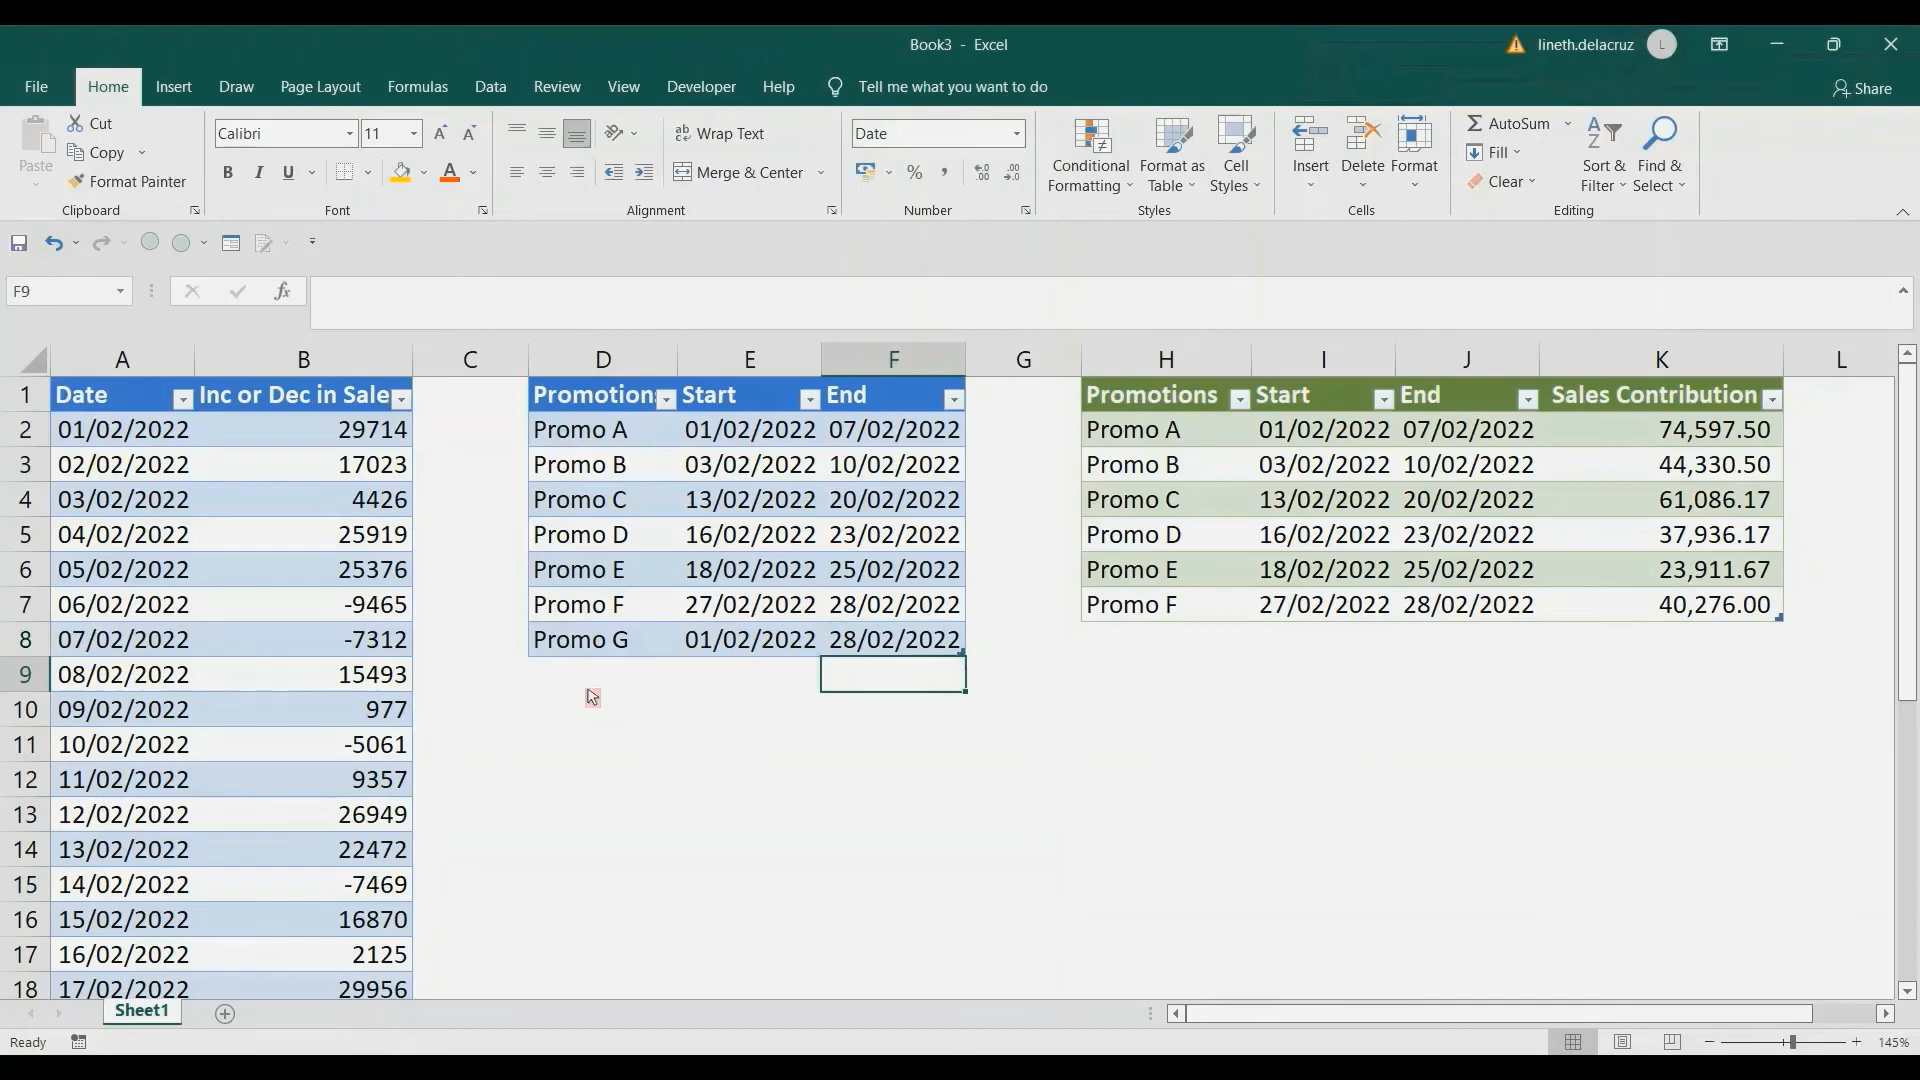 Book3 - Excel
lineth.delacruz
L
File Home Insert Draw Page Layout Formulas Data Review View Developer Help Tell me what you want to do
Share
Paste
Cut
Copy
Format Painter
Clipboard
Calibri 11
B I U
Font
Wrap Text
Merge & Center
Alignment
Date
%
Number
Conditional Formatting
Format as Table
Cell Styles
Styles
Insert Delete Format
Cells
AutoSum
Fill
Clear
Sort & Filter
Find & Select
Editing
F9
fx
A B C D E F G H I J K L
1 Date Inc or Dec in Sale Promotion Start End Promotions Start End Sales Contribution
2 01/02/2022 29714 Promo A 01/02/2022 07/02/2022 Promo A 01/02/2022 07/02/2022 74,597.50
3 02/02/2022 17023 Promo B 03/02/2022 10/02/2022 Promo B 03/02/2022 10/02/2022 44,330.50
4 03/02/2022 4426 Promo C 13/02/2022 20/02/2022 Promo C 13/02/2022 20/02/2022 61,086.17
5 04/02/2022 25919 Promo D 16/02/2022 23/02/2022 Promo D 16/02/2022 23/02/2022 37,936.17
6 05/02/2022 25376 Promo E 18/02/2022 25/02/2022 Promo E 18/02/2022 25/02/2022 23,911.67
7 06/02/2022 -9465 Promo F 27/02/2022 28/02/2022 Promo F 27/02/2022 28/02/2022 40,276.00
8 07/02/2022 -7312 Promo G 01/02/2022 28/02/2022
9 08/02/2022 15493
10 09/02/2022 977
11 10/02/2022 -5061
12 11/02/2022 9357
13 12/02/2022 26949
14 13/02/2022 22472
15 14/02/2022 -7469
16 15/02/2022 16870
17 16/02/2022 2125
18 17/02/2022 29956
Sheet1
Ready
145%